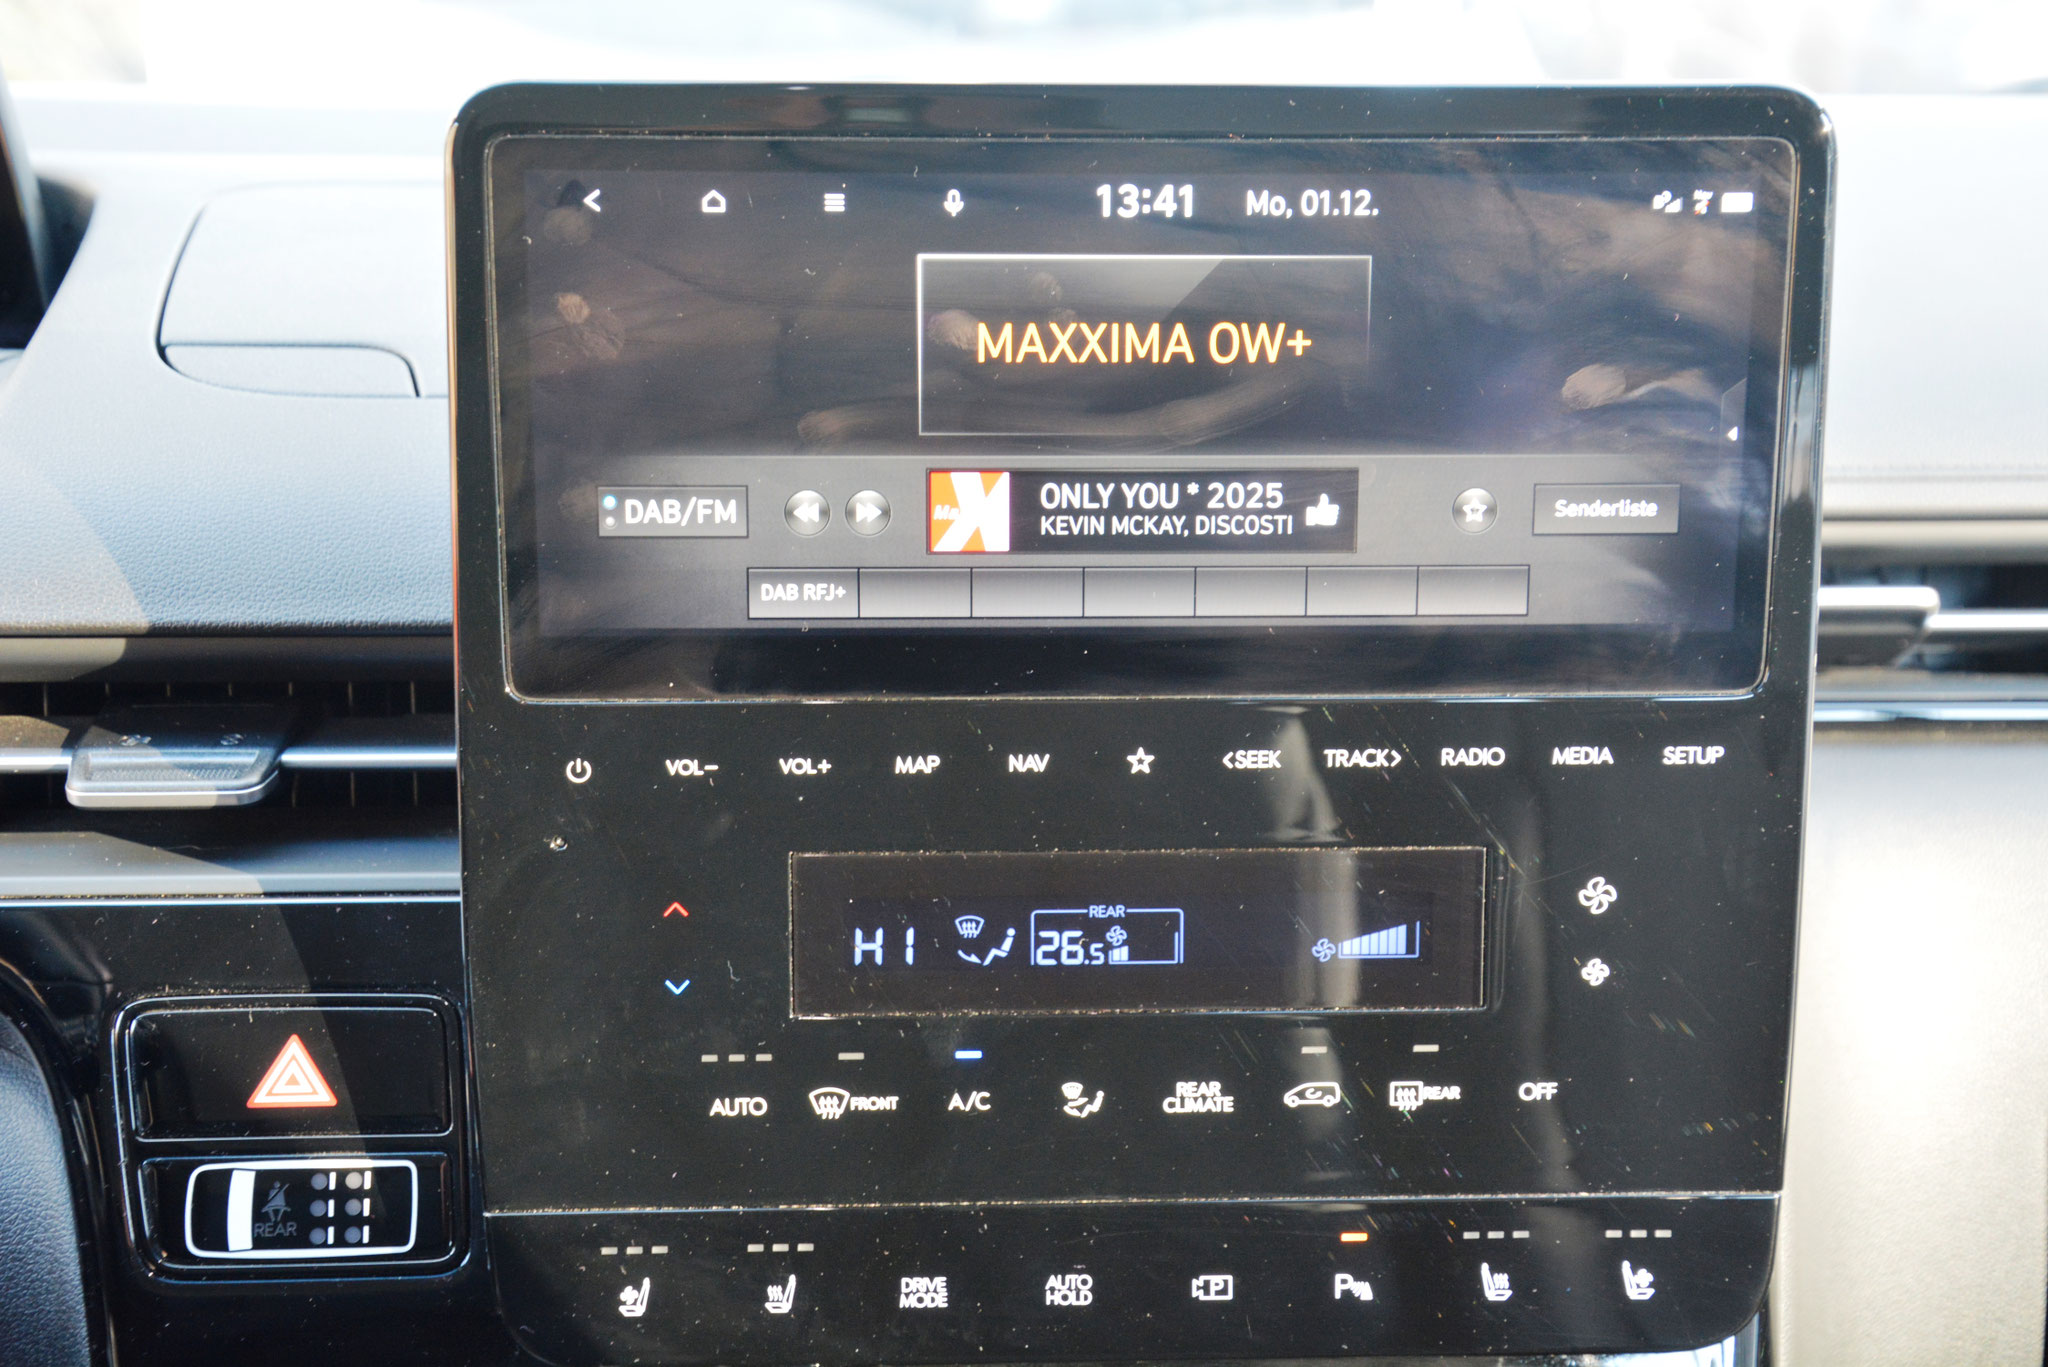 13:41 Mo, 01.12.
MAXXIMA OW+
DAB/FM
ONLY YOU * 2025
KEVIN MCKAY, DISCOSTI
Senderliste
DAB RFJ+
VOL− VOL+ MAP NAV <SEEK TRACK> RADIO MEDIA SETUP
HI
REAR
26.5
AUTO FRONT A/C REAR CLIMATE REAR OFF
REAR
DRIVE MODE
AUTO HOLD
P
P